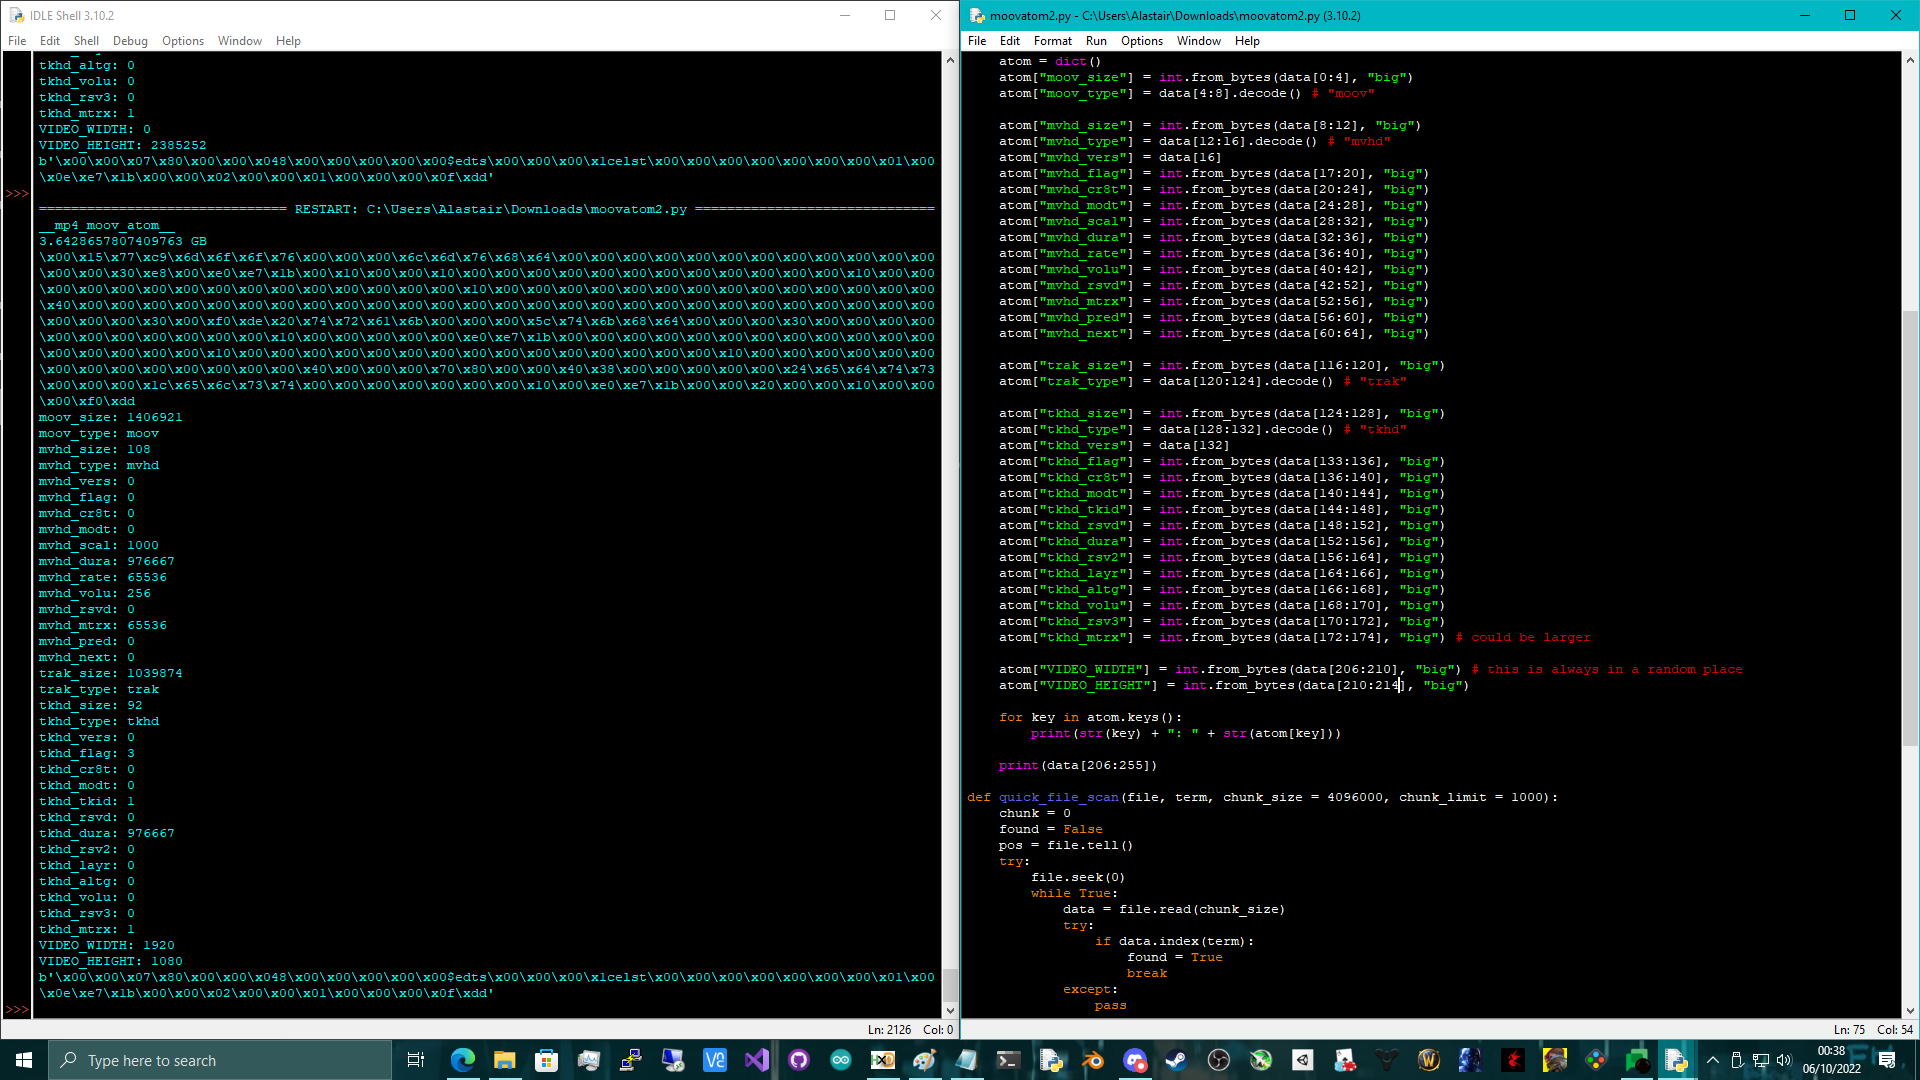 IDLE Shell 3.10.2
File Edit Shell Debug Options Window Help
tkhd_altg: 0
tkhd_volu: 0
tkhd_rsv3: 0
tkhd_mtrx: 1
VIDEO_WIDTH: 0
VIDEO_HEIGHT: 2385252
b'\x00\x00\x07\x80\x00\x00\x048\x00\x00\x00\x00\x00$edts\x00\x00\x00\x1celst\x00\x00\x00\x00\x00\x00\x00\x01\x00
\x0e\xe7\x1b\x00\x00\x02\x00\x00\x01\x00\x00\x00\x0f\xdd'
>>>
=============================== RESTART: C:\Users\Alastair\Downloads\moovatom2.py ==============================
__mp4_moov_atom__
3.6428657807409763 GB
\x00\x15\x77\xc9\x6d\x6f\x6f\x76\x00\x00\x00\x6c\x6d\x76\x68\x64\x00\x00\x00\x00\x00\x00\x00\x00\x00\x00\x00\x00
\x00\x00\x30\xe8\x00\xe0\xe7\x1b\x00\x10\x00\x00\x10\x00\x00\x00\x00\x00\x00\x00\x00\x00\x00\x00\x00\x10\x00\x00
\x00\x00\x00\x00\x00\x00\x00\x00\x00\x00\x00\x00\x00\x10\x00\x00\x00\x00\x00\x00\x00\x00\x00\x00\x00\x00\x00\x00
\x40\x00\x00\x00\x00\x00\x00\x00\x00\x00\x00\x00\x00\x00\x00\x00\x00\x00\x00\x00\x00\x00\x00\x00\x00\x00\x00\x00
\x00\x00\x00\x30\x00\xf0\xde\x20\x74\x72\x61\x6b\x00\x00\x00\x5c\x74\x6b\x68\x64\x00\x00\x00\x30\x00\x00\x00\x00
\x00\x00\x00\x00\x00\x00\x00\x10\x00\x00\x00\x00\x00\x00\xe0\xe7\x1b\x00\x00\x00\x00\x00\x00\x00\x00\x00\x00\x00
\x00\x00\x00\x00\x00\x10\x00\x00\x00\x00\x00\x00\x00\x00\x00\x00\x00\x00\x00\x10\x00\x00\x00\x00\x00\x00\x00\x00
\x00\x00\x00\x00\x00\x00\x00\x00\x40\x00\x00\x00\x70\x80\x00\x00\x40\x38\x00\x00\x00\x00\x00\x24\x65\x64\x74\x73
\x00\x00\x00\x1c\x65\x6c\x73\x74\x00\x00\x00\x00\x00\x00\x00\x10\x00\xe0\xe7\x1b\x00\x00\x00\x20\x00\x00\x10\x00
\x00\xf0\xdd
moov_size: 1406921
moov_type: moov
mvhd_size: 108
mvhd_type: mvhd
mvhd_vers: 0
mvhd_flag: 0
mvhd_cr8t: 0
mvhd_modt: 0
mvhd_scal: 1000
mvhd_dura: 976667
mvhd_rate: 65536
mvhd_volu: 256
mvhd_rsvd: 0
mvhd_mtrx: 65536
mvhd_pred: 0
mvhd_next: 0
trak_size: 1039874
trak_type: trak
tkhd_size: 92
tkhd_type: tkhd
tkhd_vers: 0
tkhd_flag: 3
tkhd_cr8t: 0
tkhd_modt: 0
tkhd_tkid: 1
tkhd_rsvd: 0
tkhd_dura: 976667
tkhd_rsv2: 0
tkhd_layr: 0
tkhd_altg: 0
tkhd_volu: 0
tkhd_rsv3: 0
tkhd_mtrx: 1
VIDEO_WIDTH: 1920
VIDEO_HEIGHT: 1080
b'\x00\x00\x07\x80\x00\x00\x048\x00\x00\x00\x00\x00$edts\x00\x00\x00\x1celst\x00\x00\x00\x00\x00\x00\x00\x01\x00
\x0e\xe7\x1b\x00\x00\x02\x00\x00\x01\x00\x00\x00\x0f\xdd'
>>>
Ln: 2126 Col: 0
moovatom2.py - C:\Users\Alastair\Downloads\moovatom2.py (3.10.2)
File Edit Format Run Options Window Help
atom = dict()
atom["moov_size"] = int.from_bytes(data[0:4], "big")
atom["moov_type"] = data[4:8].decode() # "moov"
atom["mvhd_size"] = int.from_bytes(data[8:12], "big")
atom["mvhd_type"] = data[12:16].decode() # "mvhd"
atom["mvhd_vers"] = data[16]
atom["mvhd_flag"] = int.from_bytes(data[17:20], "big")
atom["mvhd_cr8t"] = int.from_bytes(data[20:24], "big")
atom["mvhd_modt"] = int.from_bytes(data[24:28], "big")
atom["mvhd_scal"] = int.from_bytes(data[28:32], "big")
atom["mvhd_dura"] = int.from_bytes(data[32:36], "big")
atom["mvhd_rate"] = int.from_bytes(data[36:40], "big")
atom["mvhd_volu"] = int.from_bytes(data[40:42], "big")
atom["mvhd_rsvd"] = int.from_bytes(data[42:52], "big")
atom["mvhd_mtrx"] = int.from_bytes(data[52:56], "big")
atom["mvhd_pred"] = int.from_bytes(data[56:60], "big")
atom["mvhd_next"] = int.from_bytes(data[60:64], "big")
atom["trak_size"] = int.from_bytes(data[116:120], "big")
atom["trak_type"] = data[120:124].decode() # "trak"
atom["tkhd_size"] = int.from_bytes(data[124:128], "big")
atom["tkhd_type"] = data[128:132].decode() # "tkhd"
atom["tkhd_vers"] = data[132]
atom["tkhd_flag"] = int.from_bytes(data[133:136], "big")
atom["tkhd_cr8t"] = int.from_bytes(data[136:140], "big")
atom["tkhd_modt"] = int.from_bytes(data[140:144], "big")
atom["tkhd_tkid"] = int.from_bytes(data[144:148], "big")
atom["tkhd_rsvd"] = int.from_bytes(data[148:152], "big")
atom["tkhd_dura"] = int.from_bytes(data[152:156], "big")
atom["tkhd_rsv2"] = int.from_bytes(data[156:164], "big")
atom["tkhd_layr"] = int.from_bytes(data[164:166], "big")
atom["tkhd_altg"] = int.from_bytes(data[166:168], "big")
atom["tkhd_volu"] = int.from_bytes(data[168:170], "big")
atom["tkhd_rsv3"] = int.from_bytes(data[170:172], "big")
atom["tkhd_mtrx"] = int.from_bytes(data[172:174], "big") # could be larger
atom["VIDEO_WIDTH"] = int.from_bytes(data[206:210], "big") # this is always in a random place
atom["VIDEO_HEIGHT"] = int.from_bytes(data[210:214], "big")
for key in atom.keys():
print(str(key) + ": " + str(atom[key]))
print(data[206:255])
def quick_file_scan(file, term, chunk_size = 4096000, chunk_limit = 1000):
chunk = 0
found = False
pos = file.tell()
try:
file.seek(0)
while True:
data = file.read(chunk_size)
try:
if data.index(term):
found = True
break
except:
pass
Ln: 75 Col: 54
Type here to search
00:38
06/10/2022